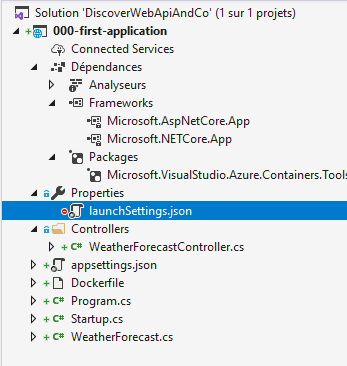 Solution 'DiscoverWebApiAndCo' (1 sur 1 projets)
000-first-application
Connected Services
Dépendances
Analyseurs
Frameworks
Microsoft.AspNetCore.App
Microsoft.NETCore.App
Packages
Microsoft.VisualStudio.Azure.Containers.Tools
Properties
launchSettings.json
Controllers
WeatherForecastController.cs
appsettings.json
Dockerfile
C# Program.cs
C# Startup.cs
C# WeatherForecast.cs